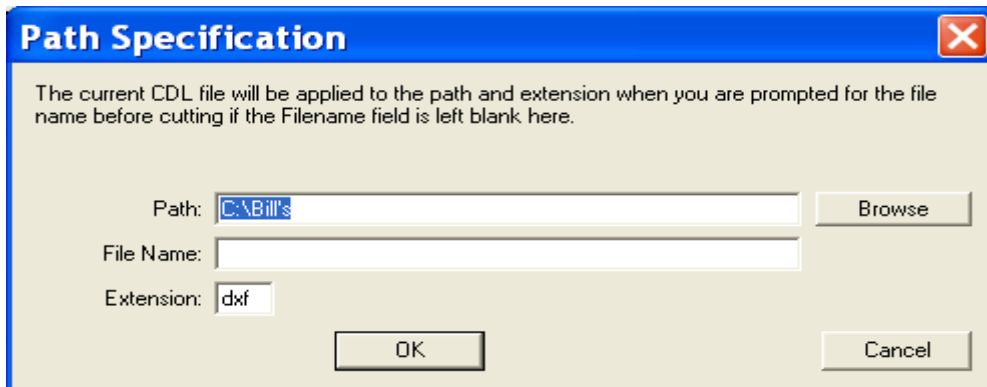 Path Specification
The current CDL file will be applied to the path and extension when you are prompted for the file
name before cutting if the Filename field is left blank here.
Path: C:\Bill's Browse
File Name:
Extension: dxf
OK Cancel